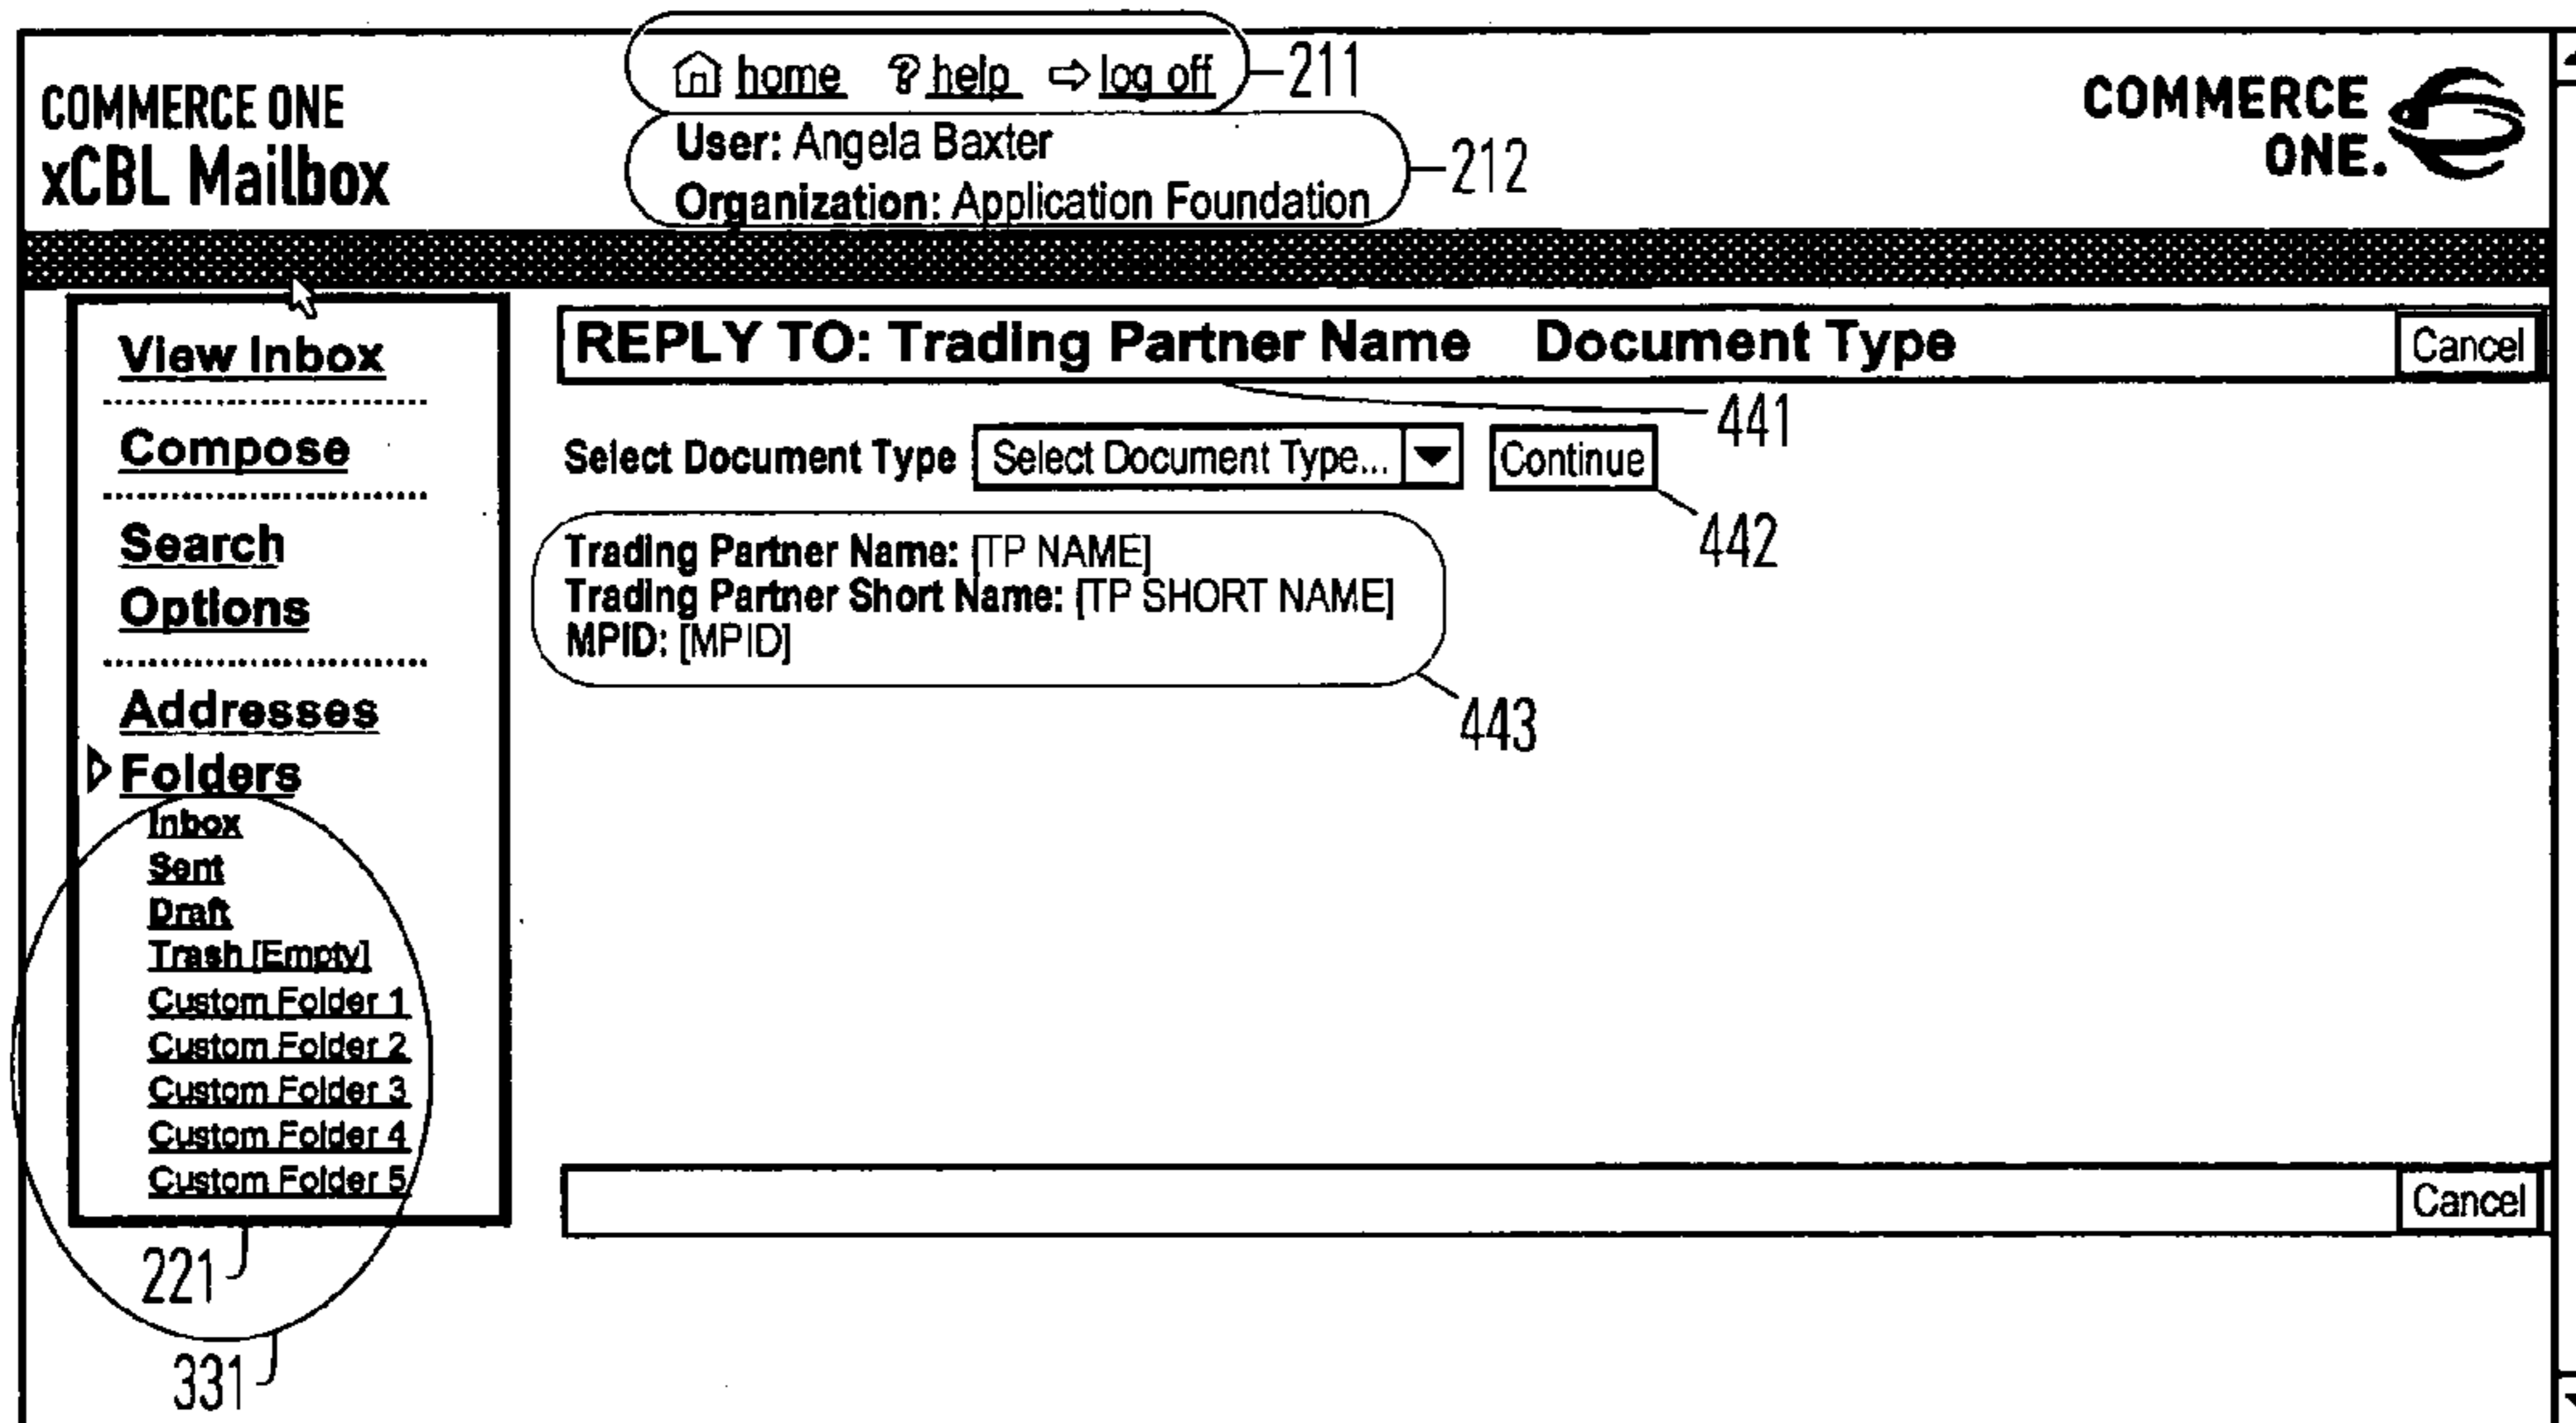 home ? help log off 211
COMMERCE ONE
xCBL Mailbox
User: Angela Baxter
Organization: Application Foundation
212
COMMERCE
ONE.
View Inbox
Compose
Search
Options
Addresses
Folders
Inbox
Sent
Draft
Trash [Empty]
Custom Folder 1
Custom Folder 2
Custom Folder 3
Custom Folder 4
Custom Folder 5
221
331
REPLY TO: Trading Partner Name Document Type Cancel
441
Select Document Type Select Document Type... Continue
442
Trading Partner Name: [TP NAME]
Trading Partner Short Name: [TP SHORT NAME]
MPID: [MPID]
443
Cancel